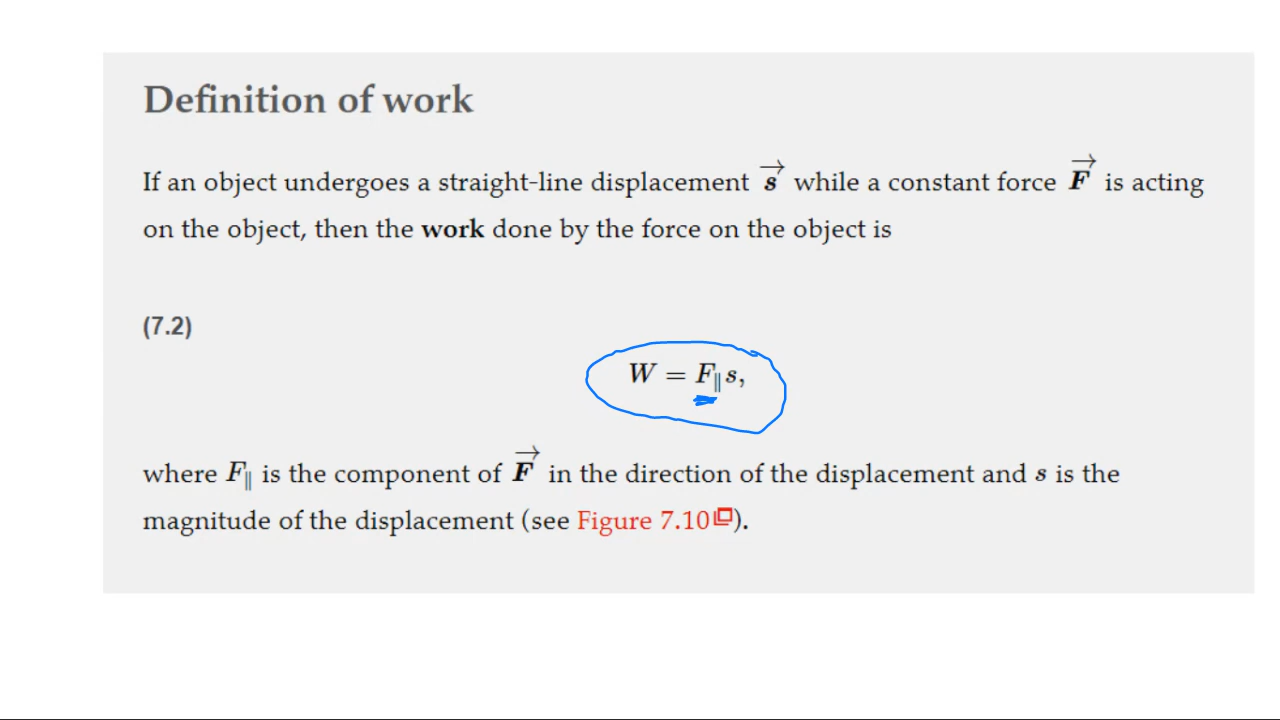 Definition of work
If an object undergoes a straight-line displacement s⃗ while a constant force F⃗ is acting
on the object, then the work done by the force on the object is
(7.2)
W = F∥s,
where F∥ is the component of F⃗ in the direction of the displacement and s is the
magnitude of the displacement (see Figure 7.10).